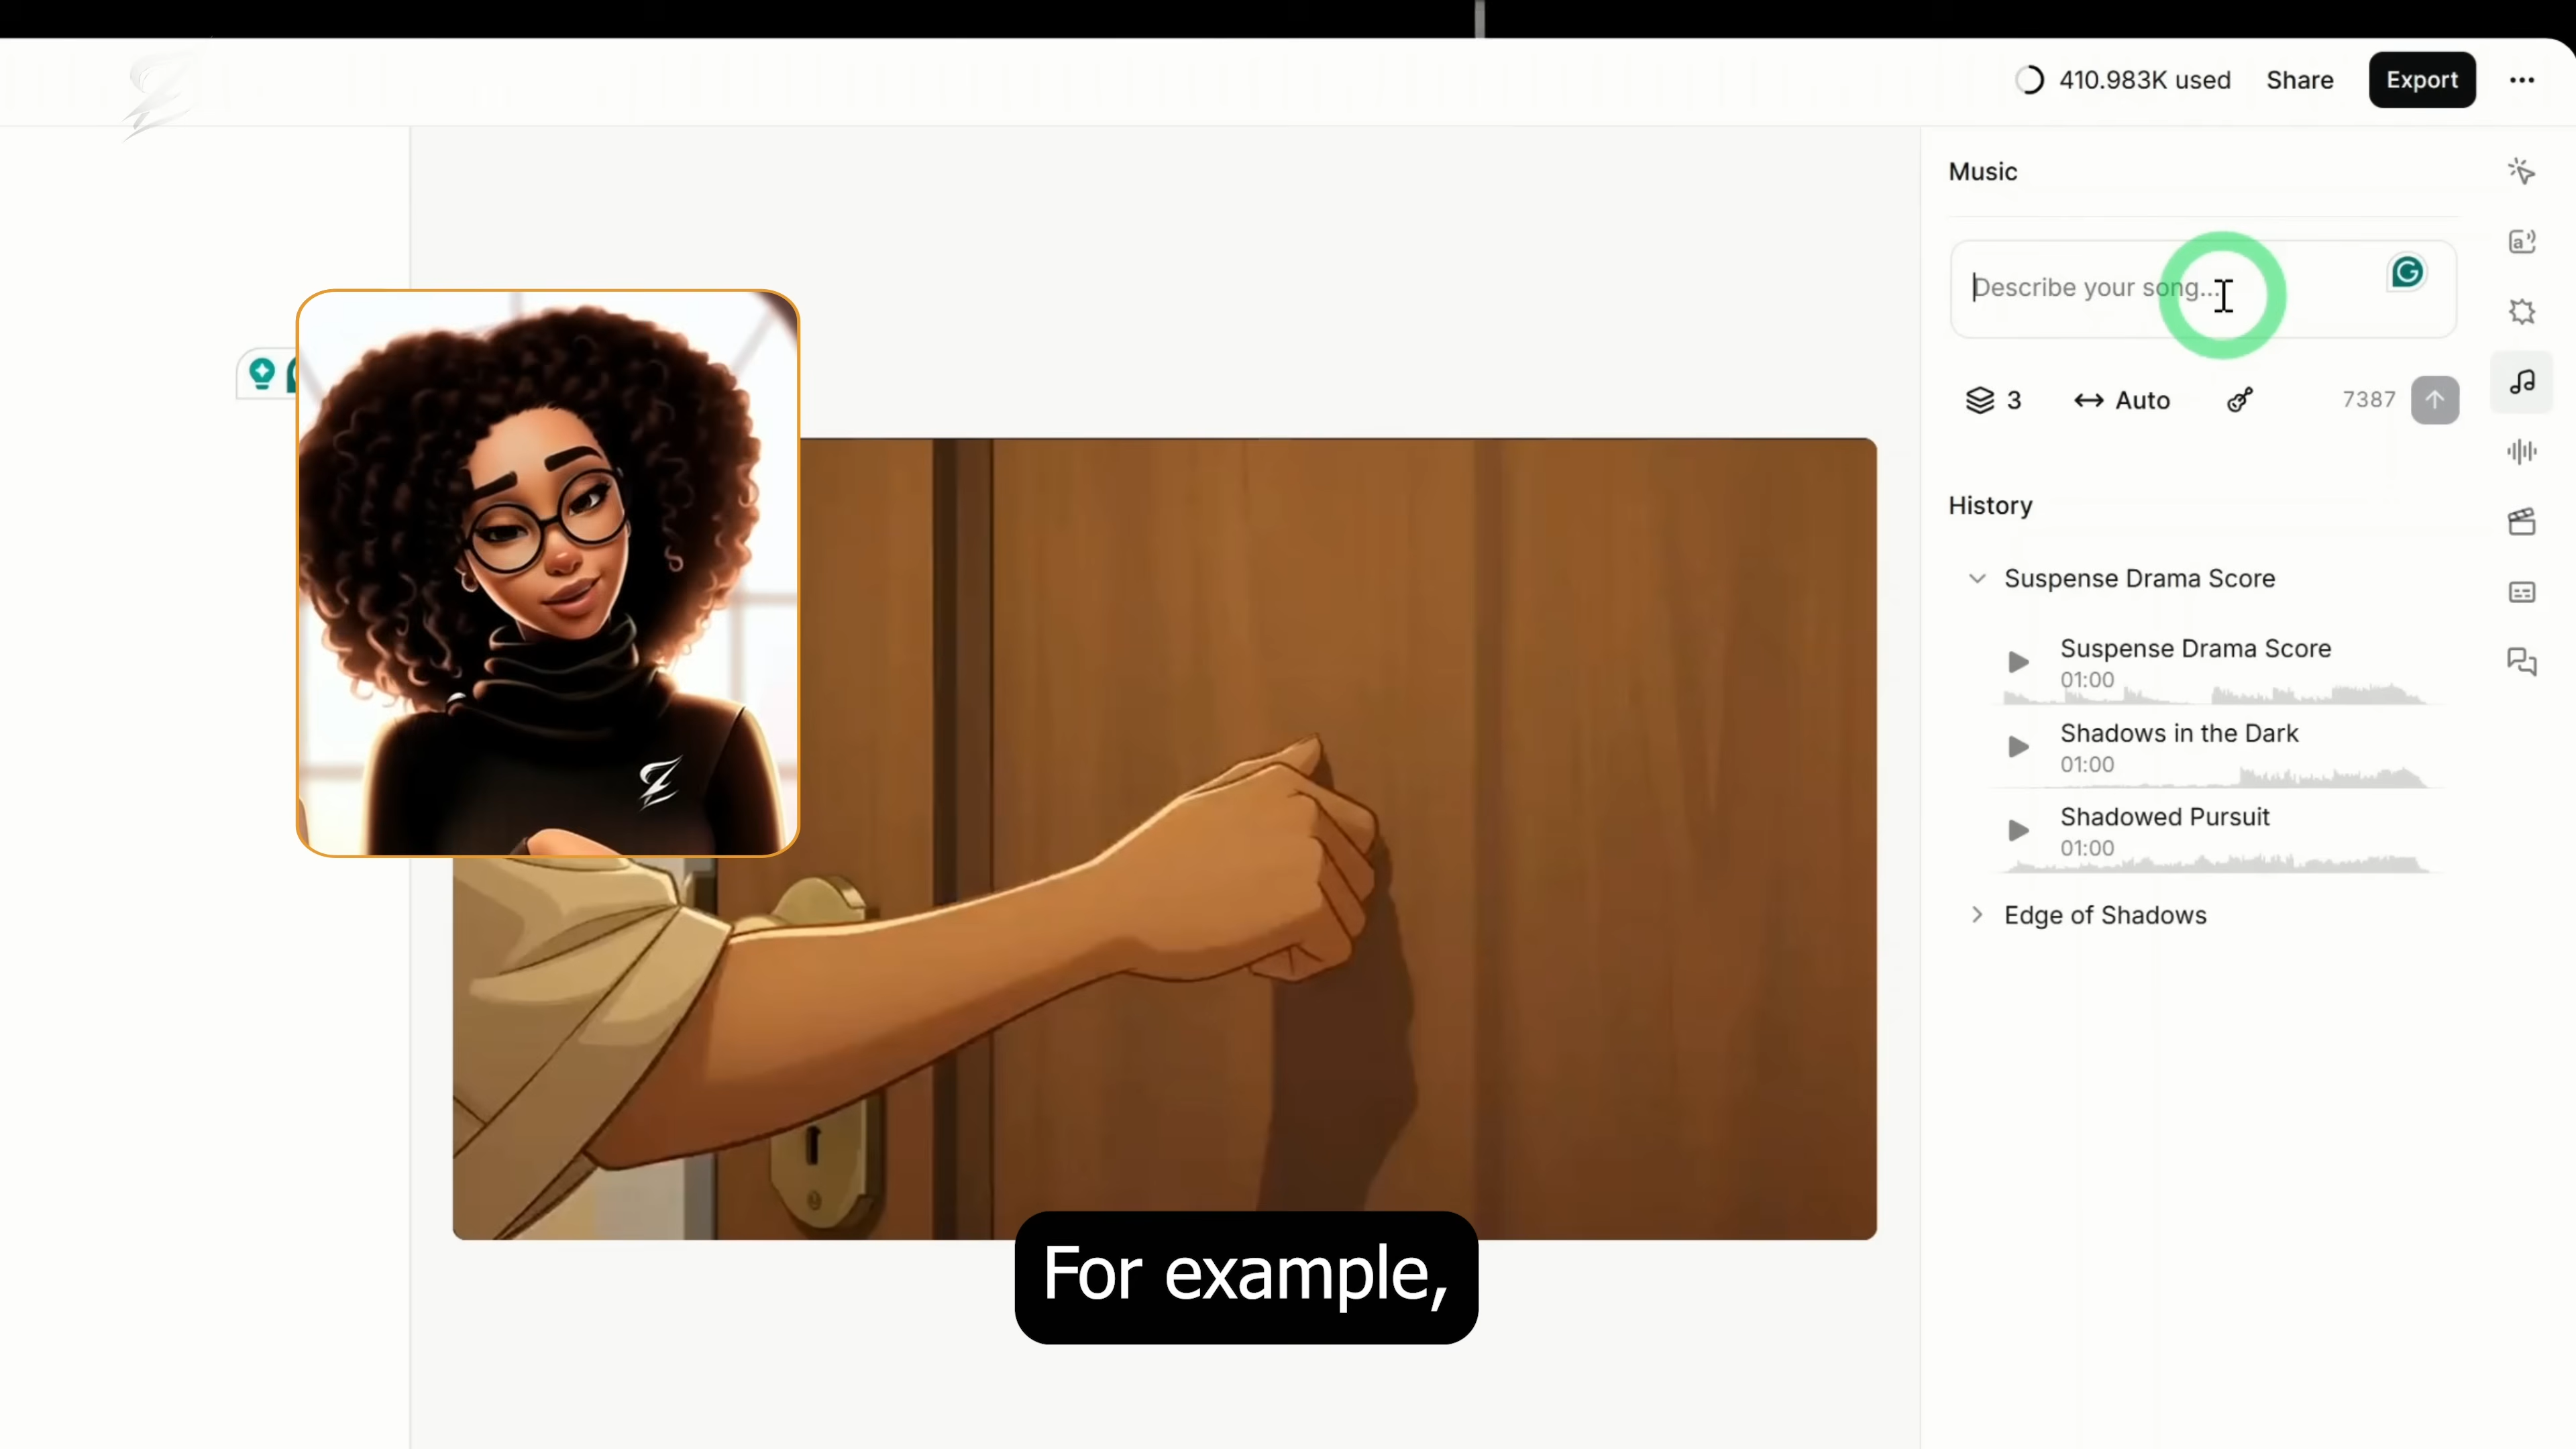 410.983K used
Share
Export
Music
Describe your song...
3
Auto
7387
History
Suspense Drama Score
Suspense Drama Score
01:00
Shadows in the Dark
01:00
Shadowed Pursuit
01:00
Edge of Shadows
For example,